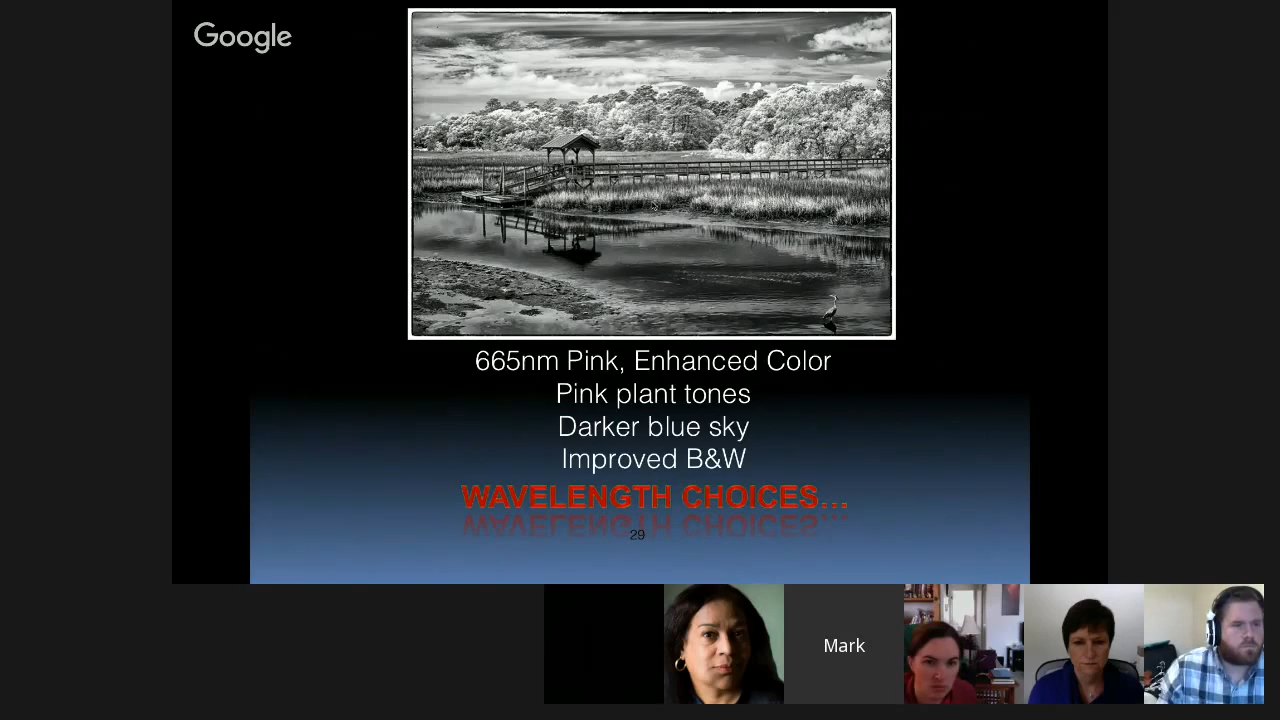 Google
665nm Pink, Enhanced Color
Pink plant tones
Darker blue sky
Improved B&W
WAVELENGTH CHOICES...
29
Mark